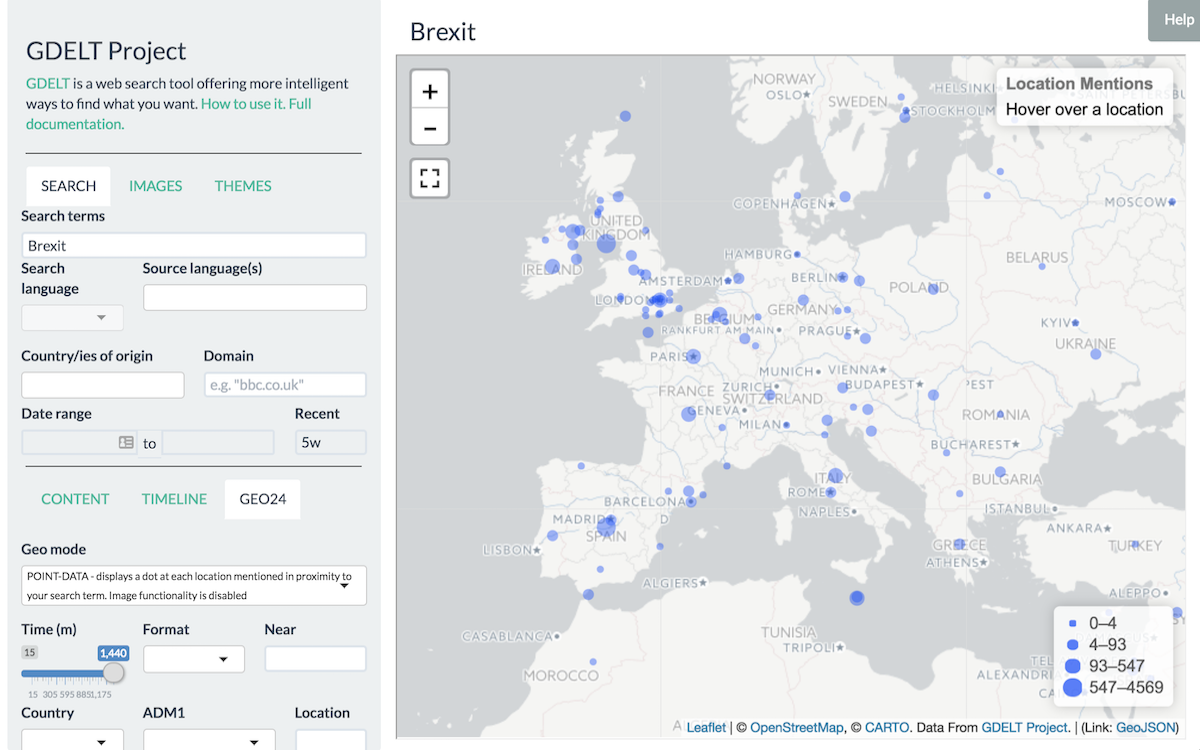 GDELT Project
GDELT is a web search tool offering more intelligent
ways to find what you want. How to use it. Full
documentation.
SEARCH IMAGES THEMES
Search terms
Brexit
Search
language
Source language(s)
Country/ies of origin
Domain
e.g. "bbc.co.uk"
Date range
Recent
to
5w
CONTENT TIMELINE GEO24
Geo mode
POINT-DATA - displays a dot at each location mentioned in proximity to
your search term. Image functionality is disabled
Time (m)
Format
Near
15
1,440
15 305 595 885 1,175
Country
ADM1
Location
Brexit
Help
+
−
Location Mentions
Hover over a location
NORWAY
OSLO
SWEDEN
HELSINKI
STOCKHOLM
MOSCOW
COPENHAGEN
UNITED
KINGDOM
IRELAND
HAMBURG
BELARUS
AMSTERDAM
BERLIN
POLAND
LONDON
BELGIUM
GERMANY
RANKFURT AM MAIN
PRAGUE
KYIV
UKRAINE
PARIS
MUNICH
VIENNA
BUDAPEST
PEST
FRANCE
ZURICH
SWITZERLAND
GENEVA
MILAN
ROMANIA
BUCHAREST
ITALY
BULGARIA
BARCELONA
ROME
NAPLES
ISTANBUL
MADRID
D
SPAIN
ANKARA
TURKEY
LISBON
GREECE
ATHENS
ALGIERS
ALEPPO
CASABLANCA
TUNISIA
TRIPOLI
MOROCCO
TEL
ALEXANDRIA
CA
0–4
4–93
93–547
547–4569
Leaflet | © OpenStreetMap, © CARTO. Data From GDELT Project. | (Link: GeoJSON)